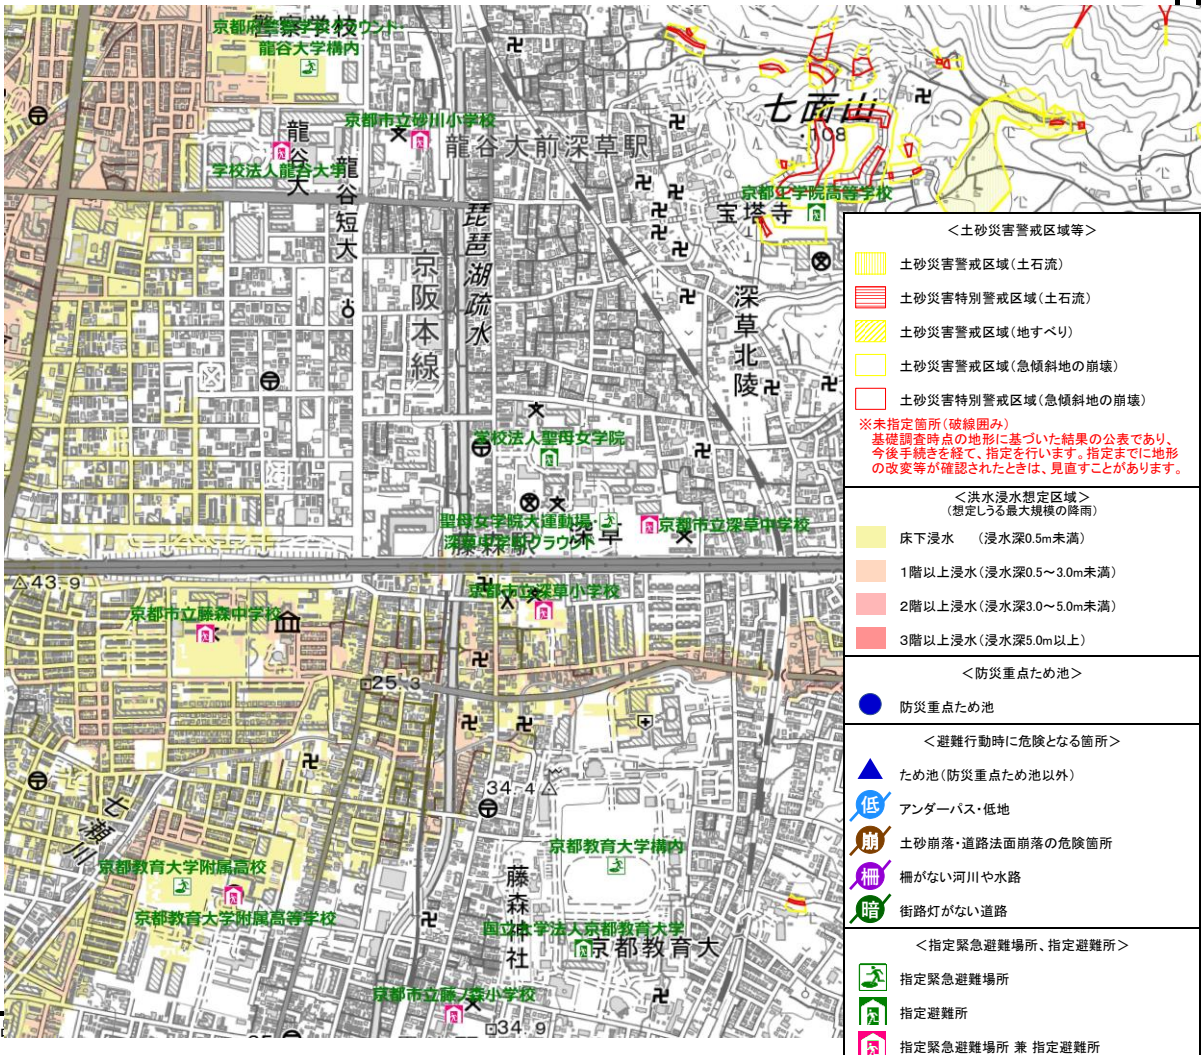 京都府警察学校グラウンド・
龍谷大学構内
警察学校
京都市立砂川小学校
学校法人龍谷大学
龍谷大
龍谷短大
龍谷大前深草駅
琵琶湖疏水
京阪本線
七面山
108
京都工学院高等学校
宝塔寺
深草北陵
学校法人聖母女学院
聖母女学院大運動場・
深草中学校グラウンド
深草
京都市立深草中学校
43.9
京都市立藤森中学校
京都市立深草小学校
25.3
34.4
七瀬川
京都教育大学附属高校
京都教育大学附属高等学校
京都教育大学構内
藤森神社
国立大学法人京都教育大学
京都教育大
京都市立藤ノ森小学校
34.9
<土砂災害警戒区域等>
土砂災害警戒区域(土石流)
土砂災害特別警戒区域(土石流)
土砂災害警戒区域(地すべり)
土砂災害警戒区域(急傾斜地の崩壊)
土砂災害特別警戒区域(急傾斜地の崩壊)
※未指定箇所(破線囲み)
基礎調査時点の地形に基づいた結果の公表であり、
今後手続きを経て、指定を行います。指定までに地形
の改変等が確認されたときは、見直すことがあります。
<洪水浸水想定区域>
(想定しうる最大規模の降雨)
床下浸水 (浸水深0.5m未満)
1階以上浸水(浸水深0.5~3.0m未満)
2階以上浸水(浸水深3.0~5.0m未満)
3階以上浸水(浸水深5.0m以上)
<防災重点ため池>
防災重点ため池
<避難行動時に危険となる箇所>
ため池(防災重点ため池以外)
低 アンダーパス・低地
崩 土砂崩落・道路法面崩落の危険箇所
柵 柵がない河川や水路
暗 街路灯がない道路
<指定緊急避難場所、指定避難所>
指定緊急避難場所
指定避難所
指定緊急避難場所 兼 指定避難所